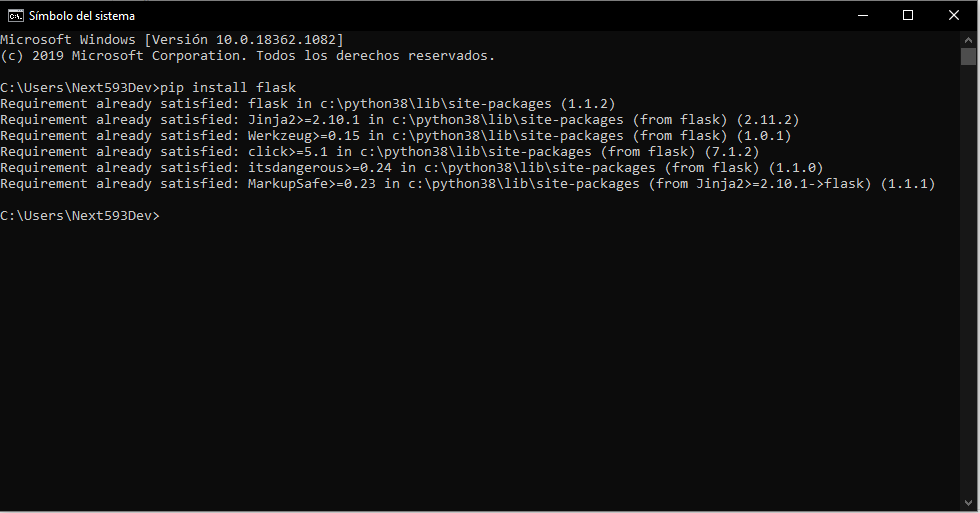 Símbolo del sistema
Microsoft Windows [Versión 10.0.18362.1082]
(c) 2019 Microsoft Corporation. Todos los derechos reservados.
C:\Users\Next593Dev>pip install flask
Requirement already satisfied: flask in c:\python38\lib\site-packages (1.1.2)
Requirement already satisfied: Jinja2>=2.10.1 in c:\python38\lib\site-packages (from flask) (2.11.2)
Requirement already satisfied: Werkzeug>=0.15 in c:\python38\lib\site-packages (from flask) (1.0.1)
Requirement already satisfied: click>=5.1 in c:\python38\lib\site-packages (from flask) (7.1.2)
Requirement already satisfied: itsdangerous>=0.24 in c:\python38\lib\site-packages (from flask) (1.1.0)
Requirement already satisfied: MarkupSafe>=0.23 in c:\python38\lib\site-packages (from Jinja2>=2.10.1->flask) (1.1.1)
C:\Users\Next593Dev>